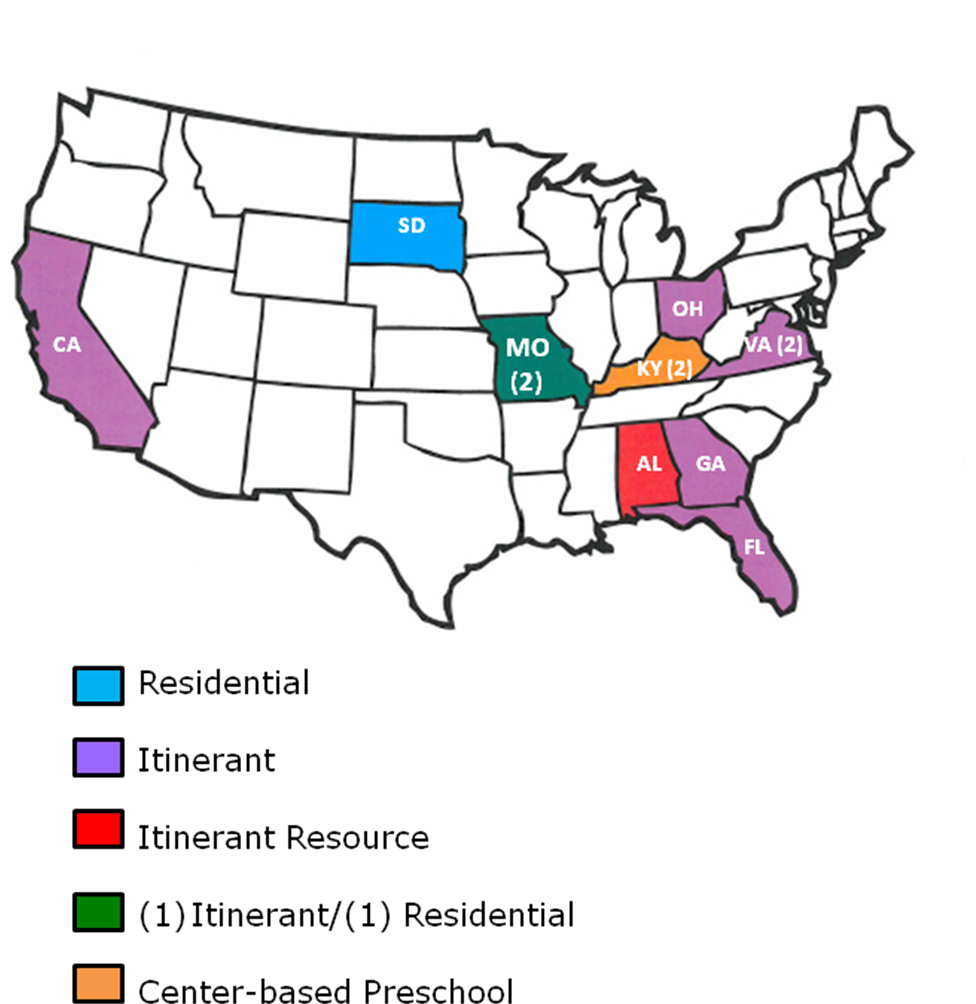 SD
OH
CA
MO
(2)
VA (2)
KY (2)
AL
GA
FL
Residential
Itinerant
Itinerant Resource
(1) Itinerant/(1) Residential
Center-based Preschool